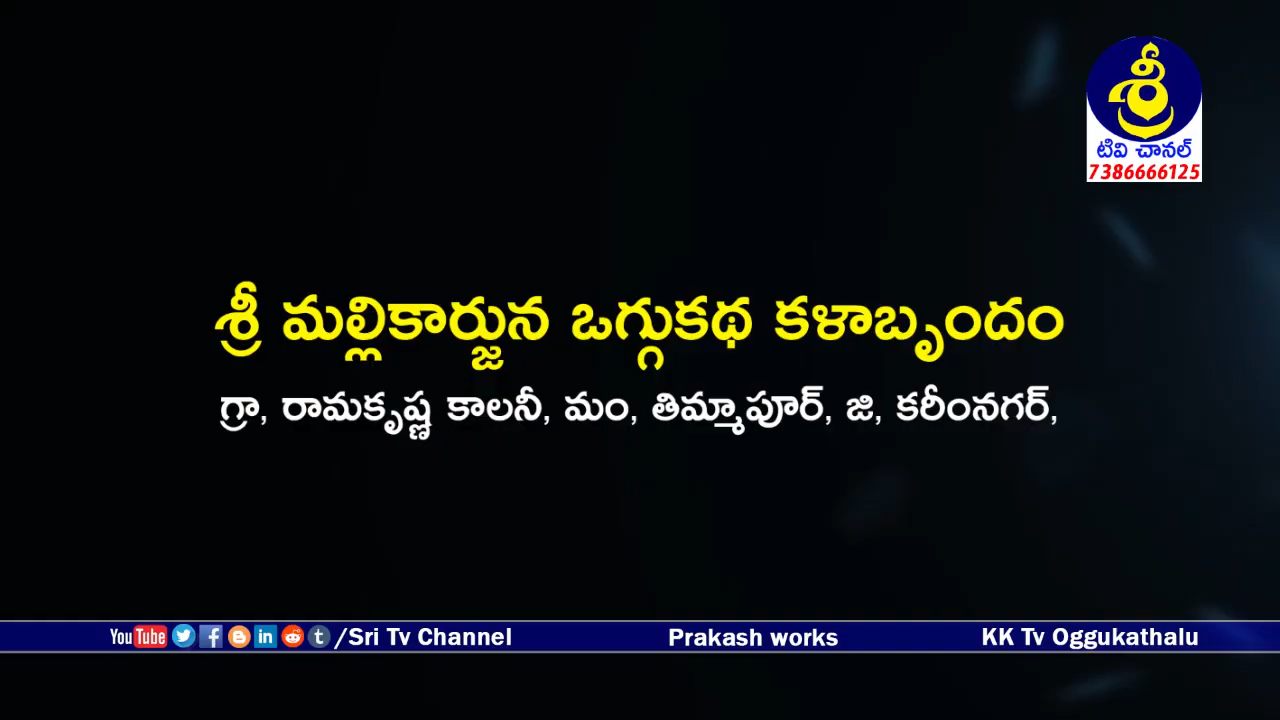 శ్రీ
టివి చానల్
7386666125
శ్రీ మల్లికార్జున ఒగ్గుకథ కళాబృందం
గ్రా, రామకృష్ణ కాలనీ, మం, తిమ్మాపూర్, జి, కరీంనగర్,
YouTube /Sri Tv Channel Prakash works KK Tv Oggukathalu